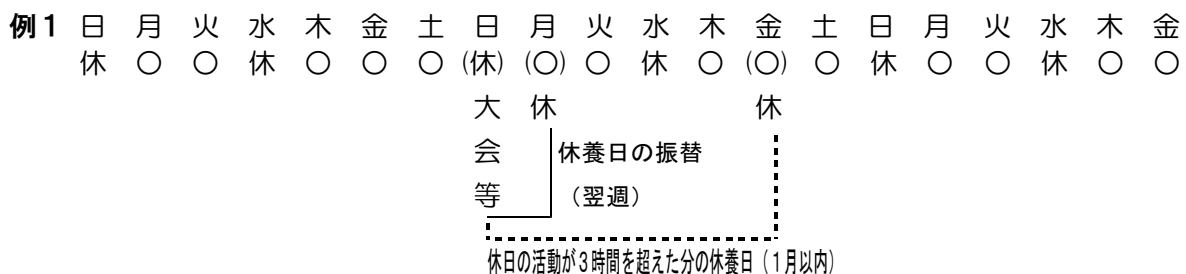 例1 日 月 火 水 木 金 土 日 月 火 水 木 金 土 日 月 火 水 木 金
休 ○ ○ 休 ○ ○ ○ (休) (○) ○ 休 ○ (○) ○ 休 ○ ○ 休 ○ ○
大会等
休
休
休養日の振替
(翌週)
休日の活動が3時間を超えた分の休養日(1月以内)